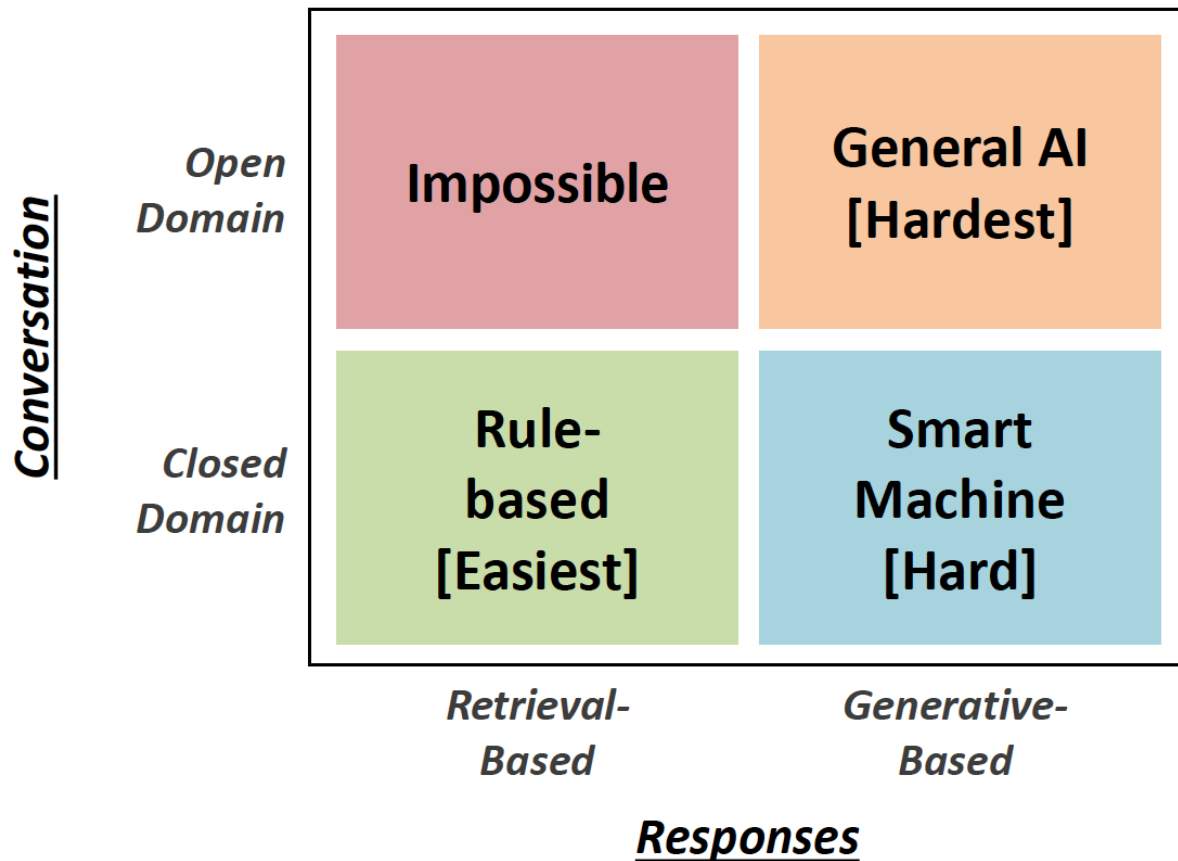 Conversation
Open
Domain
Impossible
General AI
[Hardest]
Closed
Domain
Rule-
based
[Easiest]
Smart
Machine
[Hard]
Retrieval-
Based
Generative-
Based
Responses